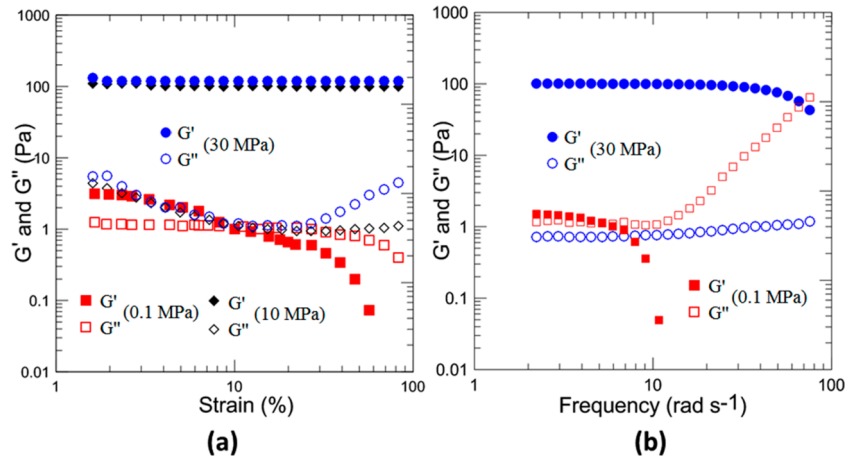 1000
100
10
1
0.1
0.01
G' and G" (Pa)
G' (30 MPa)
G"
G' (0.1 MPa)
G"
G' (10 MPa)
G"
1 10 100
Strain (%)
(a)
1000
100
10
1
0.1
0.01
G' and G" (Pa)
G' (30 MPa)
G"
G' (0.1 MPa)
G"
1 10 100
Frequency (rad s-1)
(b)